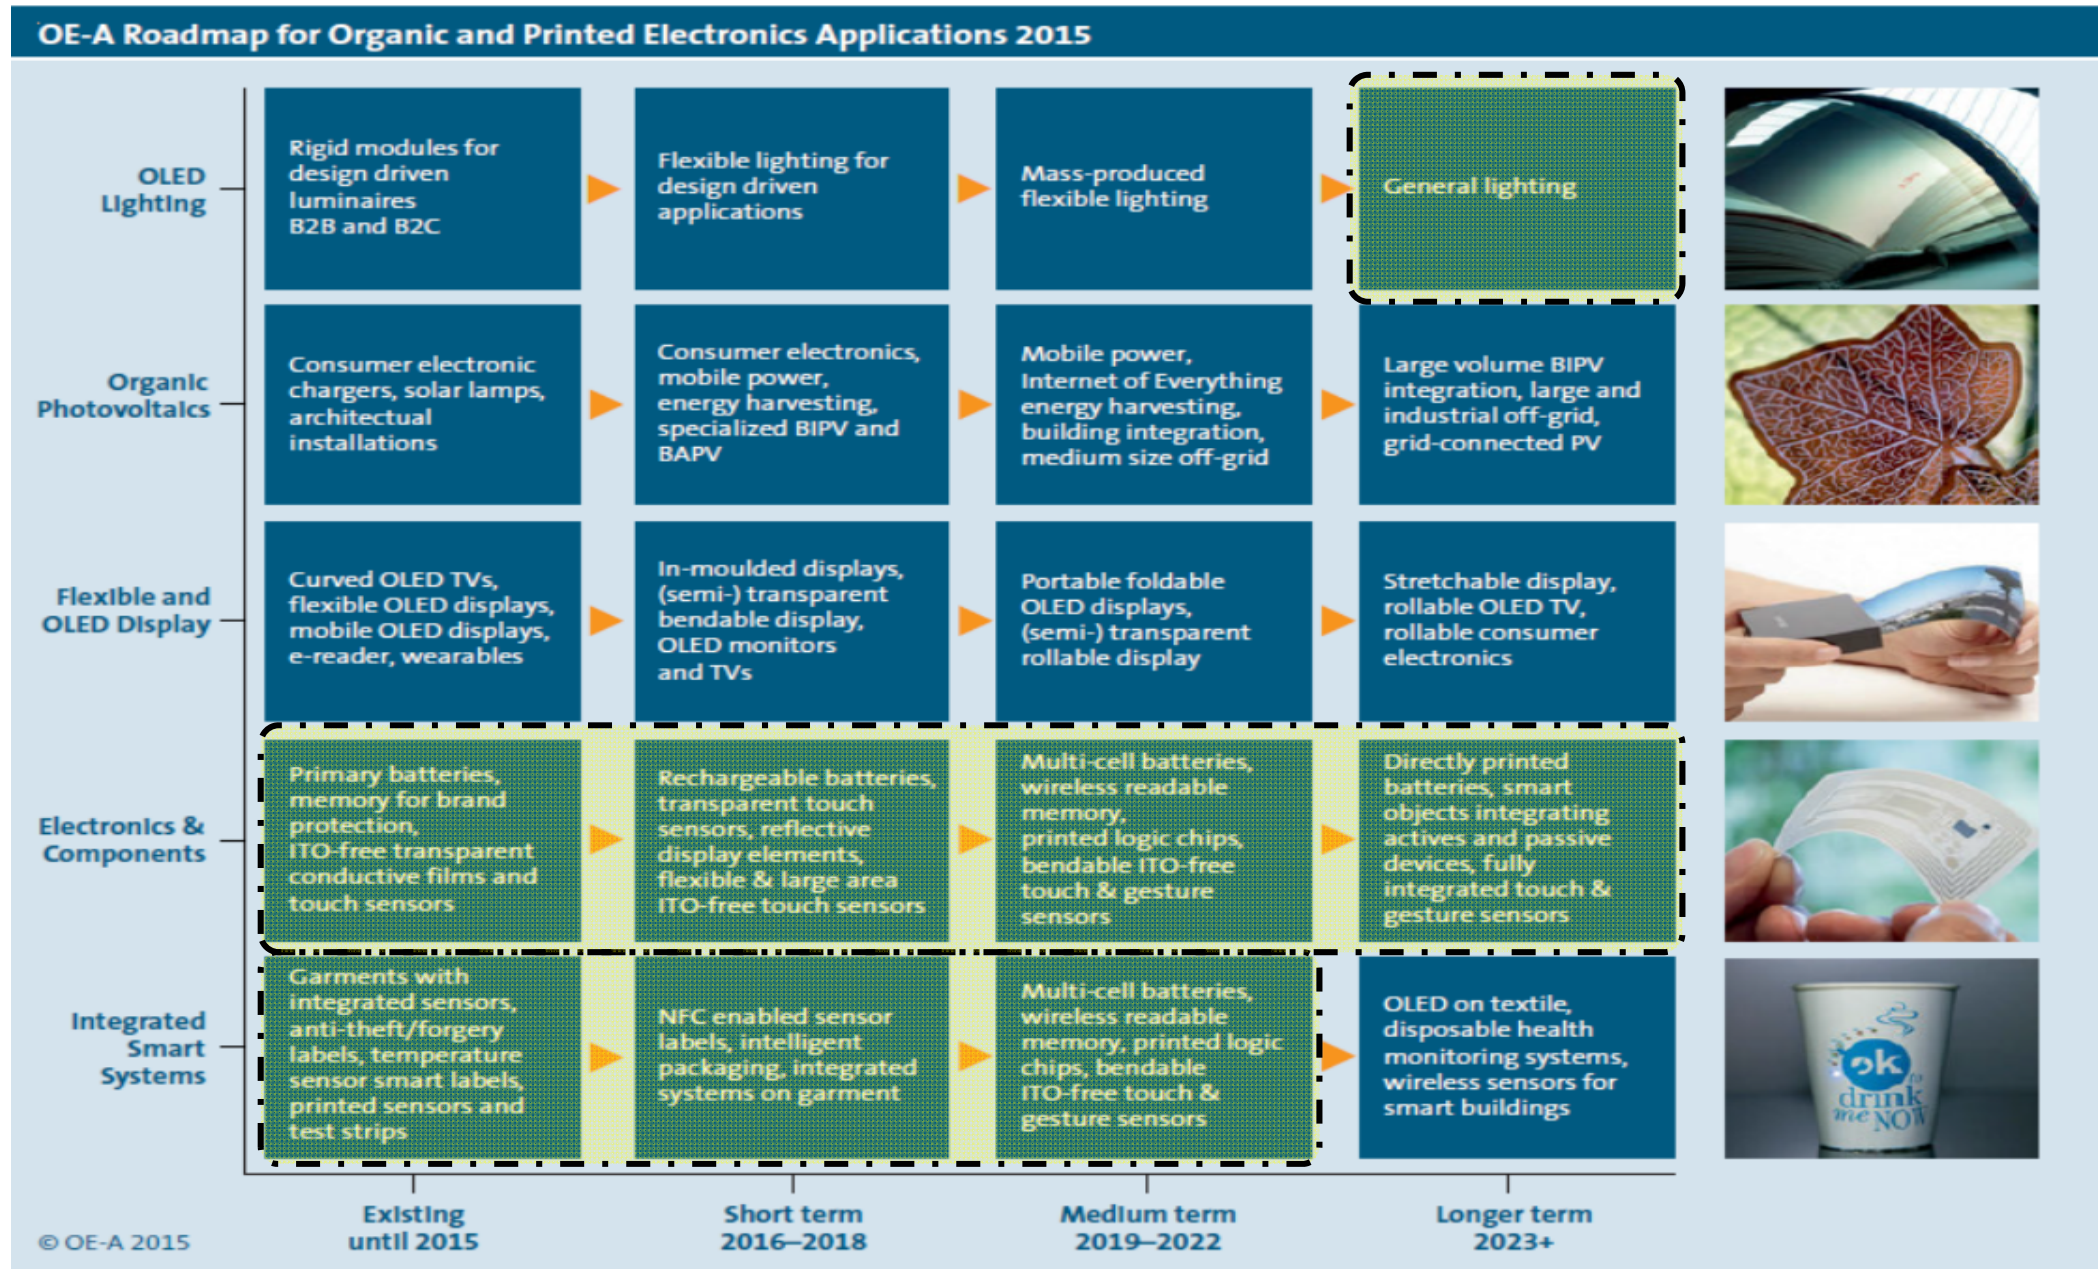 OE-A Roadmap for Organic and Printed Electronics Applications 2015
OLED
Lighting
Rigid modules for
design driven
luminaires
B2B and B2C
Flexible lighting for
design driven
applications
Mass-produced
flexible lighting
General lighting
Organic
Photovoltaics
Consumer electronic
chargers, solar lamps,
architectual
installations
Consumer electronics,
mobile power,
energy harvesting,
specialized BIPV and
BAPV
Mobile power,
Internet of Everything
energy harvesting,
building integration,
medium size off-grid
Large volume BIPV
integration, large and
industrial off-grid,
grid-connected PV
Flexible and
OLED Display
Curved OLED TVs,
flexible OLED displays,
mobile OLED displays,
e-reader, wearables
In-moulded displays,
(semi-) transparent
bendable display,
OLED monitors
and TVs
Portable foldable
OLED displays,
(semi-) transparent
rollable display
Stretchable display,
rollable OLED TV,
rollable consumer
electronics
Electronics &
Components
Primary batteries,
memory for brand
protection,
ITO-free transparent
conductive films and
touch sensors
Rechargeable batteries,
transparent touch
sensors, reflective
display elements,
flexible & large area
ITO-free touch sensors
Multi-cell batteries,
wireless readable
memory,
printed logic chips,
bendable ITO-free
touch & gesture
sensors
Directly printed
batteries, smart
objects integrating
actives and passive
devices, fully
integrated touch &
gesture sensors
Integrated
Smart
Systems
Garments with
integrated sensors,
anti-theft/forgery
labels, temperature
sensor smart labels,
printed sensors and
test strips
NFC enabled sensor
labels, intelligent
packaging, integrated
systems on garment
Multi-cell batteries,
wireless readable
memory, printed logic
chips, bendable
ITO-free touch &
gesture sensors
OLED on textile,
disposable health
monitoring systems,
wireless sensors for
smart buildings
ok
to
drink
me NOW
Existing
until 2015
Short term
2016–2018
Medium term
2019–2022
Longer term
2023+
© OE-A 2015